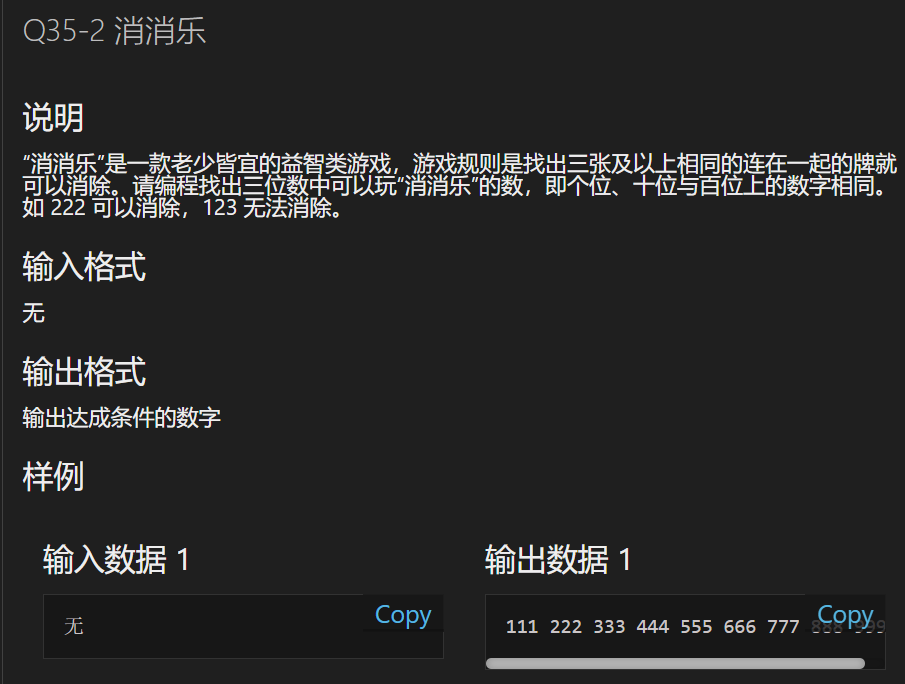 Q35-2 消消乐
说明
“消消乐”是一款老少皆宜的益智类游戏，游戏规则是找出三张及以上相同的连在一起的牌就
可以消除。请编程找出三位数中可以玩“消消乐”的数，即个位、十位与百位上的数字相同。
如 222 可以消除，123 无法消除。
输入格式
无
输出格式
输出达成条件的数字
样例
输入数据 1
Copy
无
输出数据 1
Copy
111 222 333 444 555 666 777 888 999